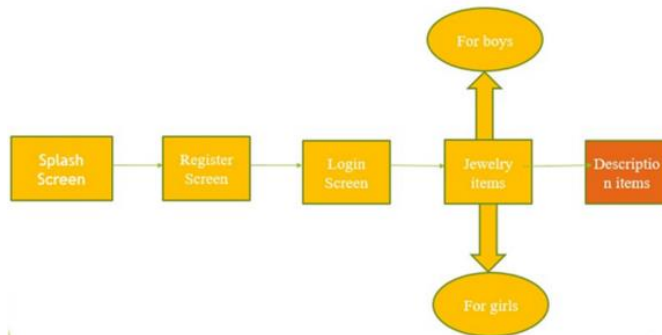 For boys
Splash
Screen
Register
Screen
Login
Screen
Jewelry
items
Descriptio
n items
For girls